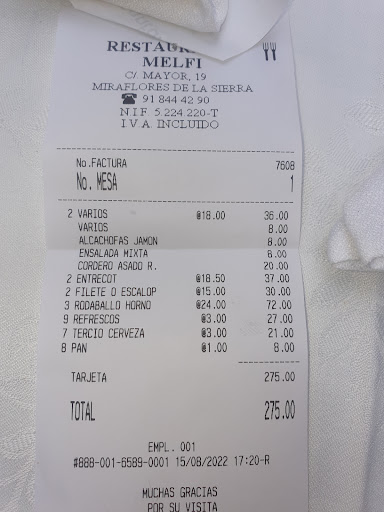 RESTAUR
MELFI
C/. MAYOR, 19
MIRAFLORES DE LA SIERRA
☎ 91 844 42 90
N.I.F. 5.224.220-T
I.V.A. INCLUIDO
No.FACTURA 7608
No. MESA 1
2 VARIOS @18.00 36.00
VARIOS 8.00
ALCACHOFAS JAMON 8.00
ENSALADA MIXTA 8.00
CORDERO ASADO R. 20.00
2 ENTRECOT @18.50 37.00
2 FILETE O ESCALOP @15.00 30.00
3 RODABALLO HORNO @24.00 72.00
9 REFRESCOS @3.00 27.00
7 TERCIO CERVEZA @3.00 21.00
8 PAN @1.00 8.00
TARJETA 275.00
TOTAL 275.00
EMPL. 001
#888-001-6589-0001 15/08/2022 17:20-R
MUCHAS GRACIAS
POR SU VISITA